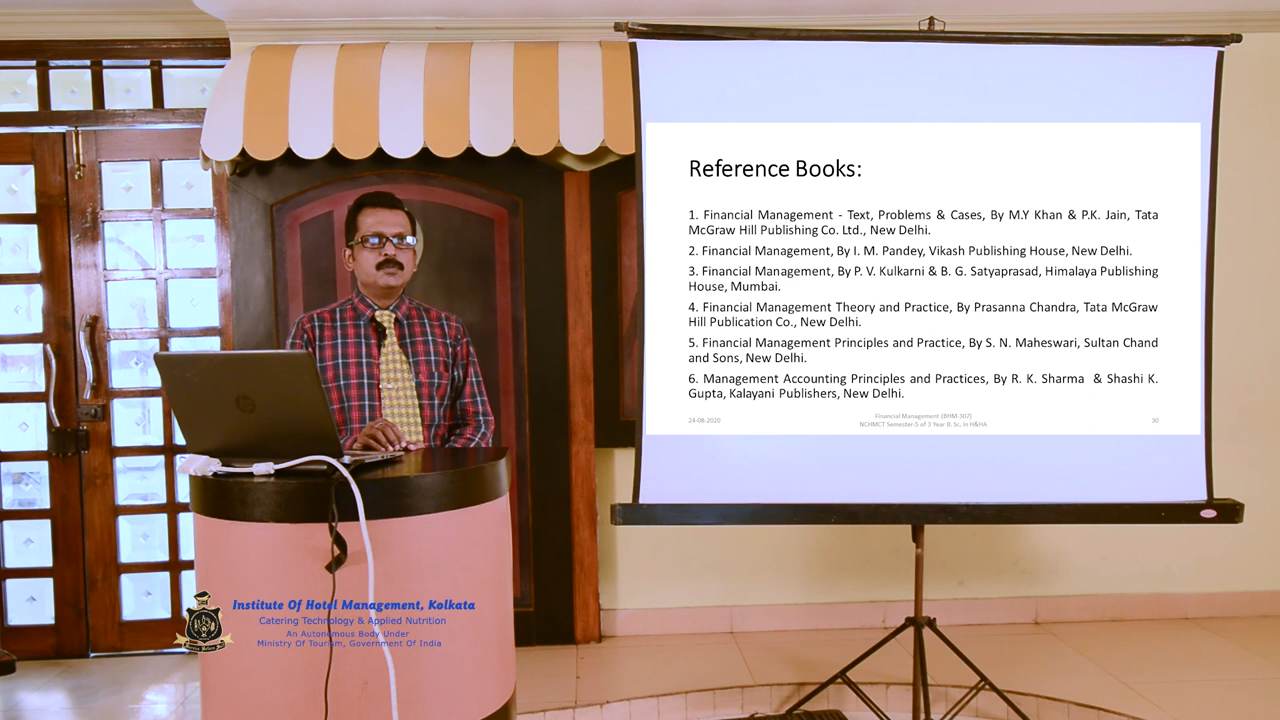 Reference Books:
1. Financial Management - Text, Problems & Cases, By M.Y Khan & P.K. Jain, Tata
McGraw Hill Publishing Co. Ltd., New Delhi.
2. Financial Management, By I. M. Pandey, Vikash Publishing House, New Delhi.
3. Financial Management, By P. V. Kulkarni & B. G. Satyaprasad, Himalaya Publishing
House, Mumbai.
4. Financial Management Theory and Practice, By Prasanna Chandra, Tata McGraw
Hill Publication Co., New Delhi.
5. Financial Management Principles and Practice, By S. N. Maheswari, Sultan Chand
and Sons, New Delhi.
6. Management Accounting Principles and Practices, By R. K. Sharma & Shashi K.
Gupta, Kalayani Publishers, New Delhi.
24-08-2020
Financial Management (BHM-307)
NCHMCT Semester-5 of 3 Year B. Sc. in H&HA
30
Institute Of Hotel Management, Kolkata
Catering Technology & Applied Nutrition
An Autonomous Body Under
Ministry Of Tourism, Government Of India